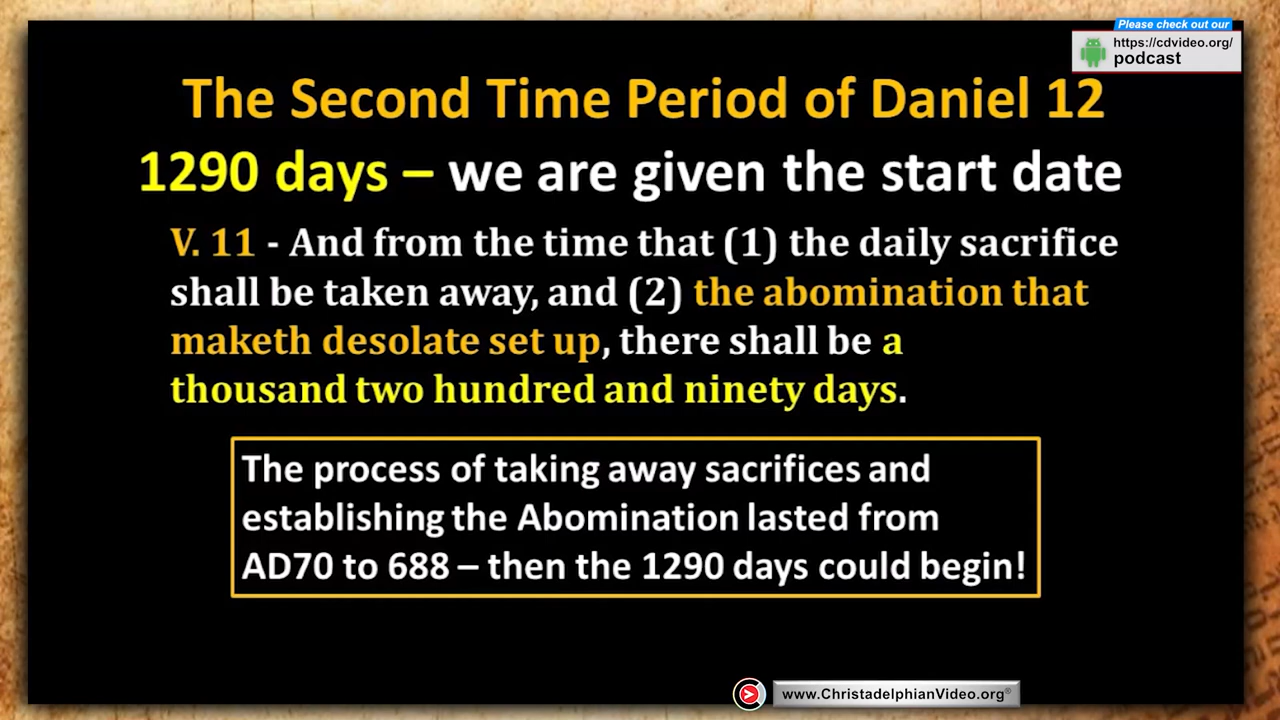 Please check out our
https://cdvideo.org/
podcast
The Second Time Period of Daniel 12
1290 days – we are given the start date
V. 11 - And from the time that (1) the daily sacrifice
shall be taken away, and (2) the abomination that
maketh desolate set up, there shall be a
thousand two hundred and ninety days.
The process of taking away sacrifices and
establishing the Abomination lasted from
AD70 to 688 – then the 1290 days could begin!
www.ChristadelphianVideo.org®